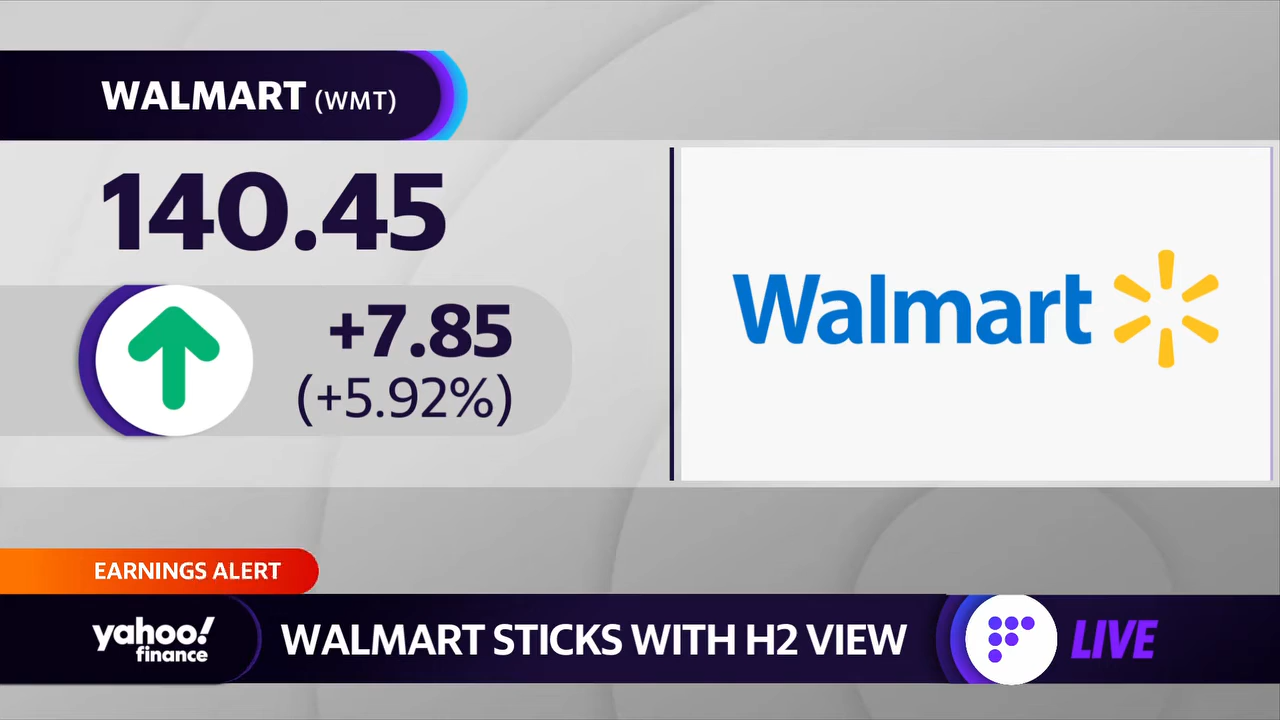 WALMART (WMT)
140.45
+7.85
(+5.92%)
Walmart
EARNINGS ALERT
yahoo!
finance
WALMART STICKS WITH H2 VIEW
LIVE